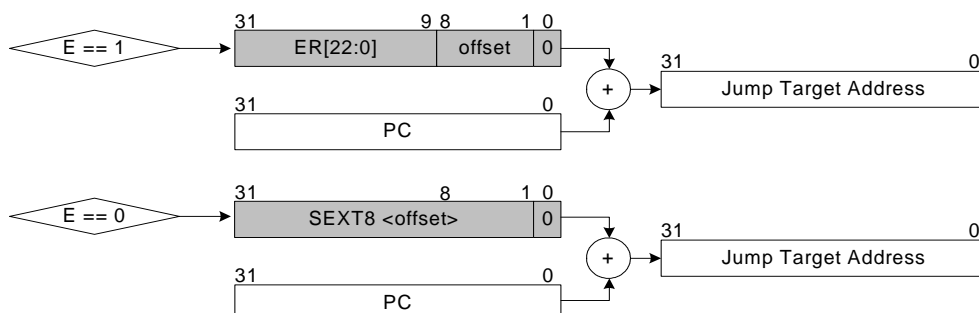 31 9 8 1 0
E == 1 ER[22:0] offset 0
31 0
+ Jump Target Address
31 0
PC
31 8 1 0
E == 0 SEXT8 <offset> 0
31 0
+ Jump Target Address
31 0
PC